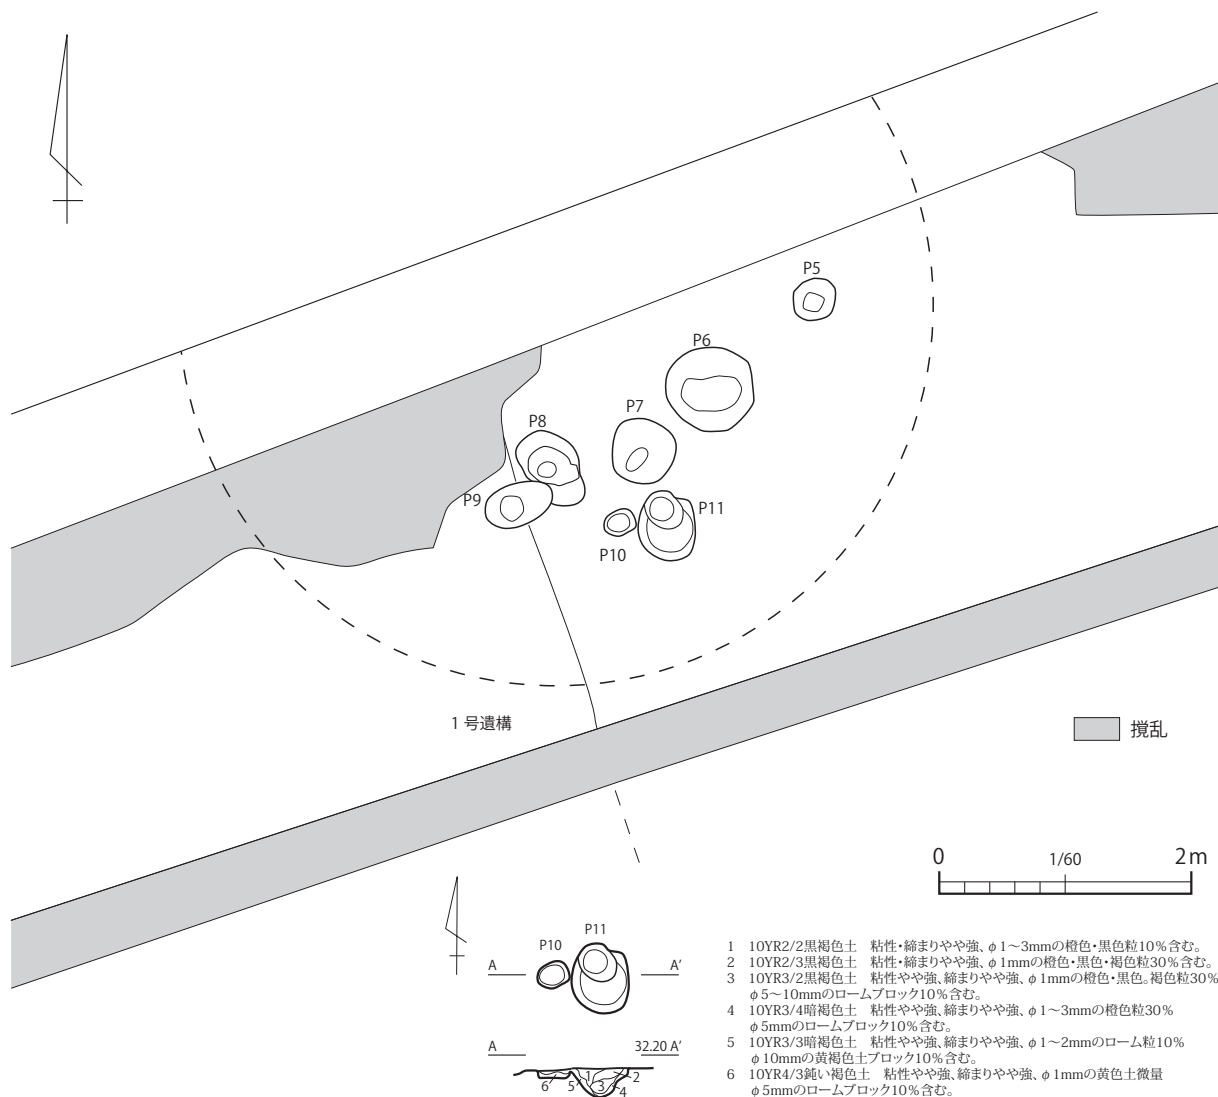 P5
P6
P7
P8
P9
P11
P10
1 号遺構
撹乱
0 1/60 2m
P11
P10
A A'
A 32.20 A'
6 5 1 3 2 4
1 10YR2/2黒褐色土 粘性・締まりやや強、φ1〜3mmの橙色・黒色粒10%含む。
2 10YR2/3黒褐色土 粘性・締まりやや強、φ1mmの橙色・黒色・褐色粒30%含む。
3 10YR3/2黒褐色土 粘性やや強、締まりやや強、φ1mmの橙色・黒色。褐色粒30%
φ5〜10mmのロームブロック10%含む。
4 10YR3/4暗褐色土 粘性やや強、締まりやや強、φ1〜3mmの橙色粒30%
φ5mmのロームブロック10%含む。
5 10YR3/3暗褐色土 粘性やや強、締まりやや強、φ1〜2mmのローム粒10%
φ10mmの黄褐色土ブロック10%含む。
6 10YR4/3鈍い褐色土 粘性やや強、締まりやや強、φ1mmの黄色土微量
φ5mmのロームブロック10%含む。